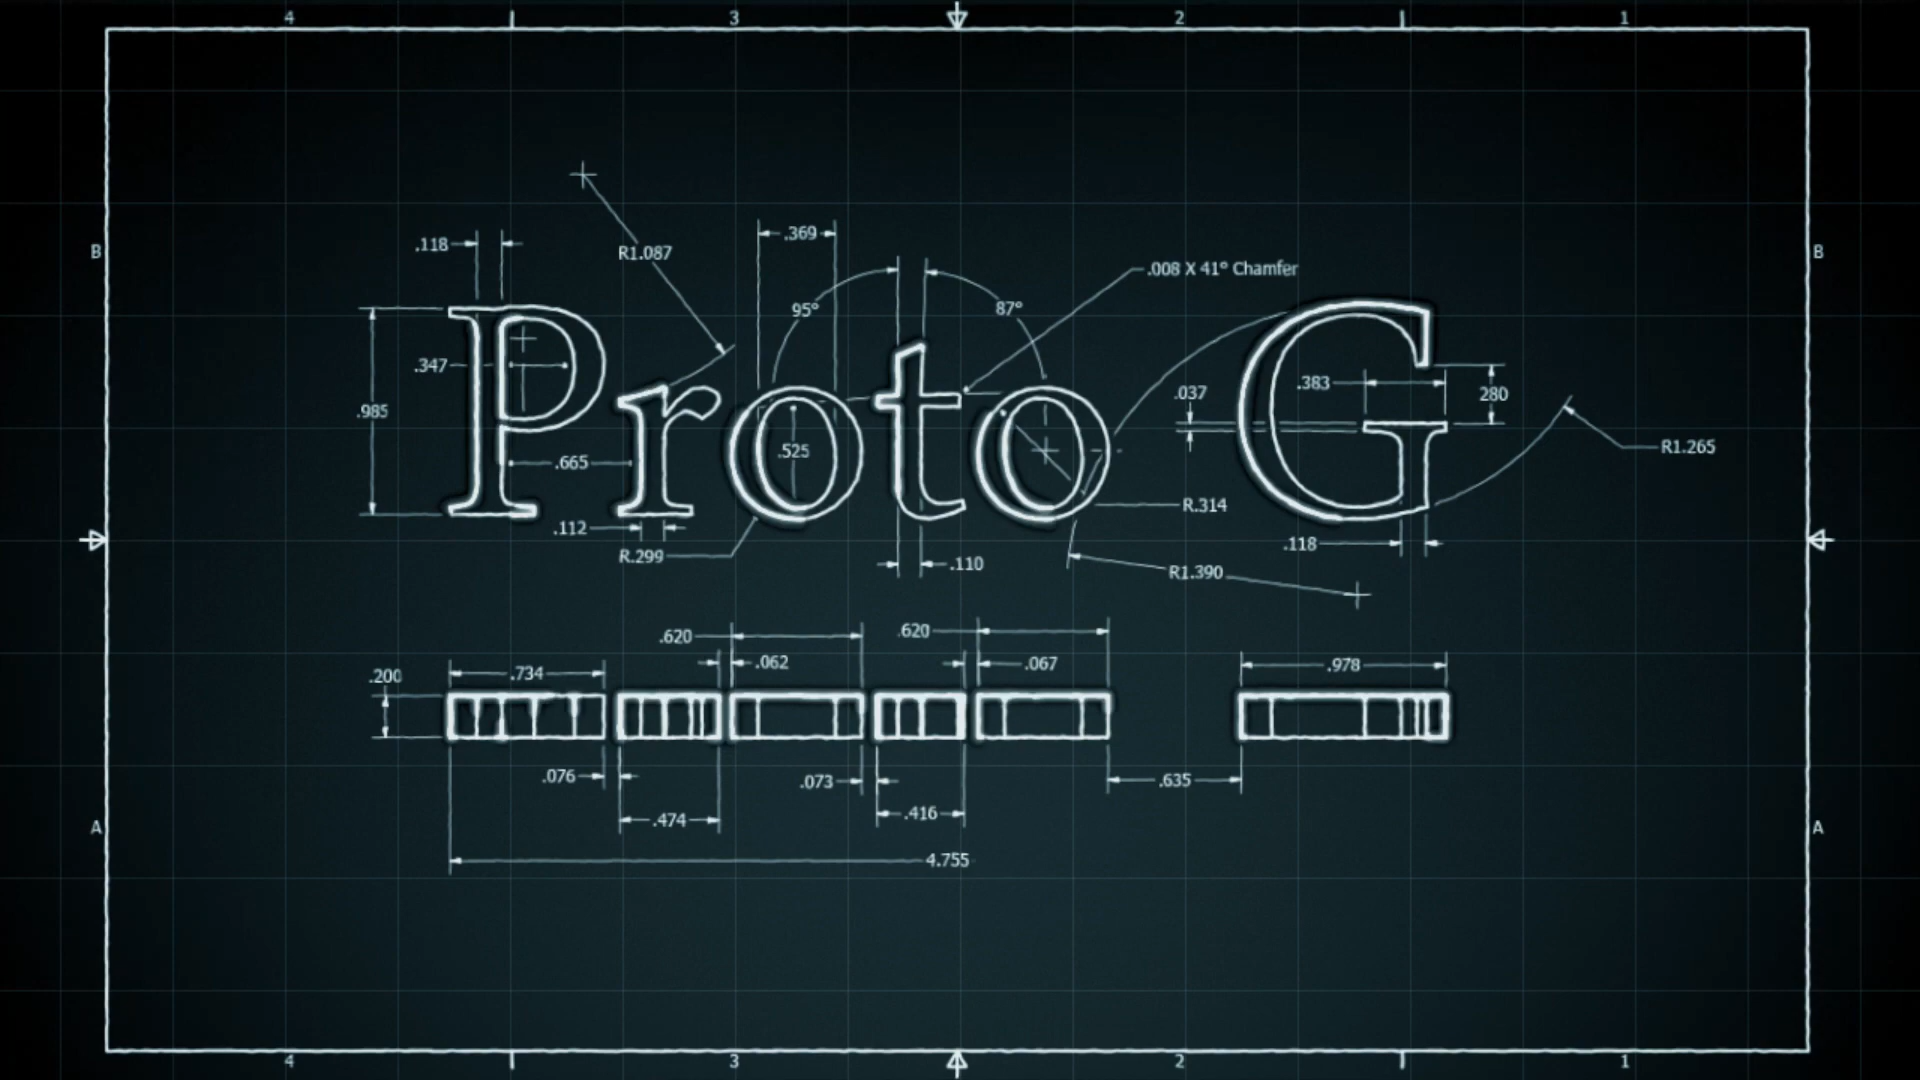 4 3 2 1
.369
.118
R1.087
B B
.008 X 41° Chamfer
95° 87°
Proto G
.347
.383
.037 280
.985
R1.265
.525
.665
R.314
.112
.118
R.299
.110
R1.390
.620 .620
.062 .067
.978
.734
.200
.076 .073 .635
.474 .416
A A
4.755
4 3 2 1